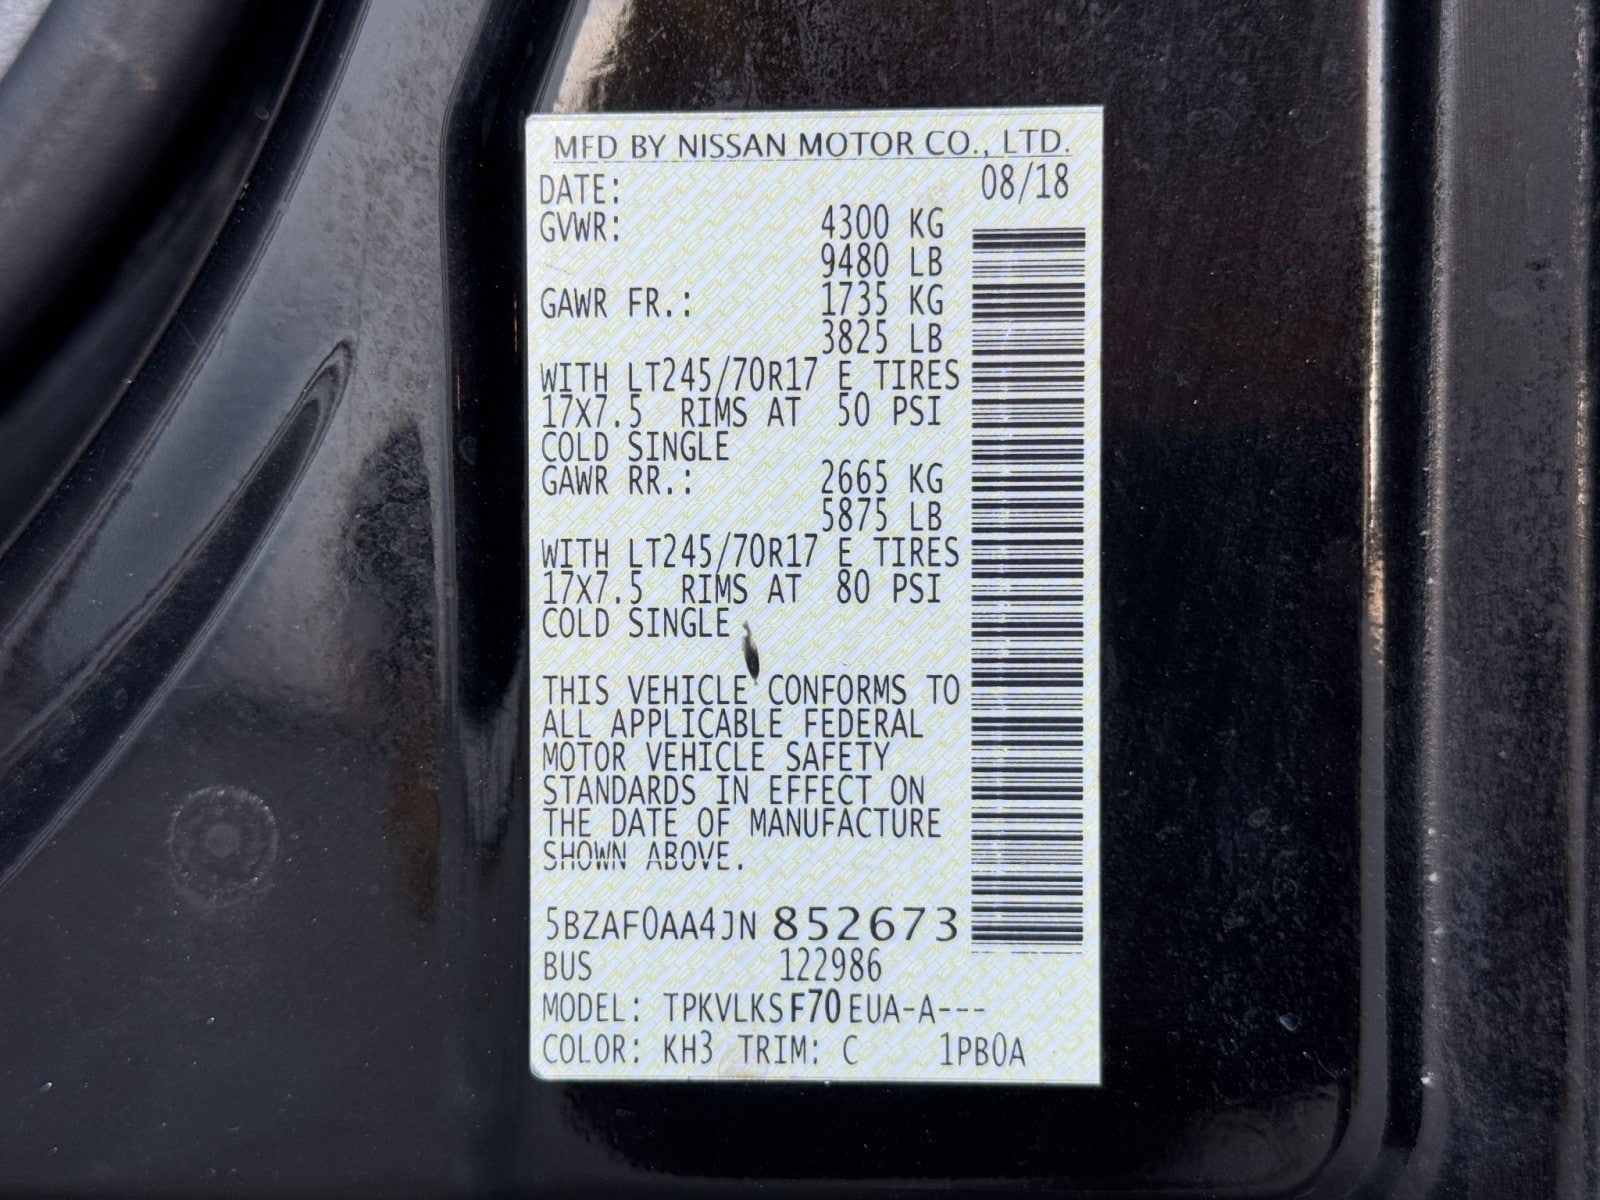 MFD BY NISSAN MOTOR CO., LTD.
DATE: 08/18
GVWR: 4300 KG
9480 LB
GAWR FR.: 1735 KG
3825 LB
WITH LT245/70R17 E TIRES
17X7.5 RIMS AT 50 PSI
COLD SINGLE
GAWR RR.: 2665 KG
5875 LB
WITH LT245/70R17 E TIRES
17X7.5 RIMS AT 80 PSI
COLD SINGLE
THIS VEHICLE CONFORMS TO
ALL APPLICABLE FEDERAL
MOTOR VEHICLE SAFETY
STANDARDS IN EFFECT ON
THE DATE OF MANUFACTURE
SHOWN ABOVE.
5BZAF0AA4JN 852673
BUS 122986
MODEL: TPKVLKSF70EUA-A---
COLOR: KH3 TRIM: C 1PB0A